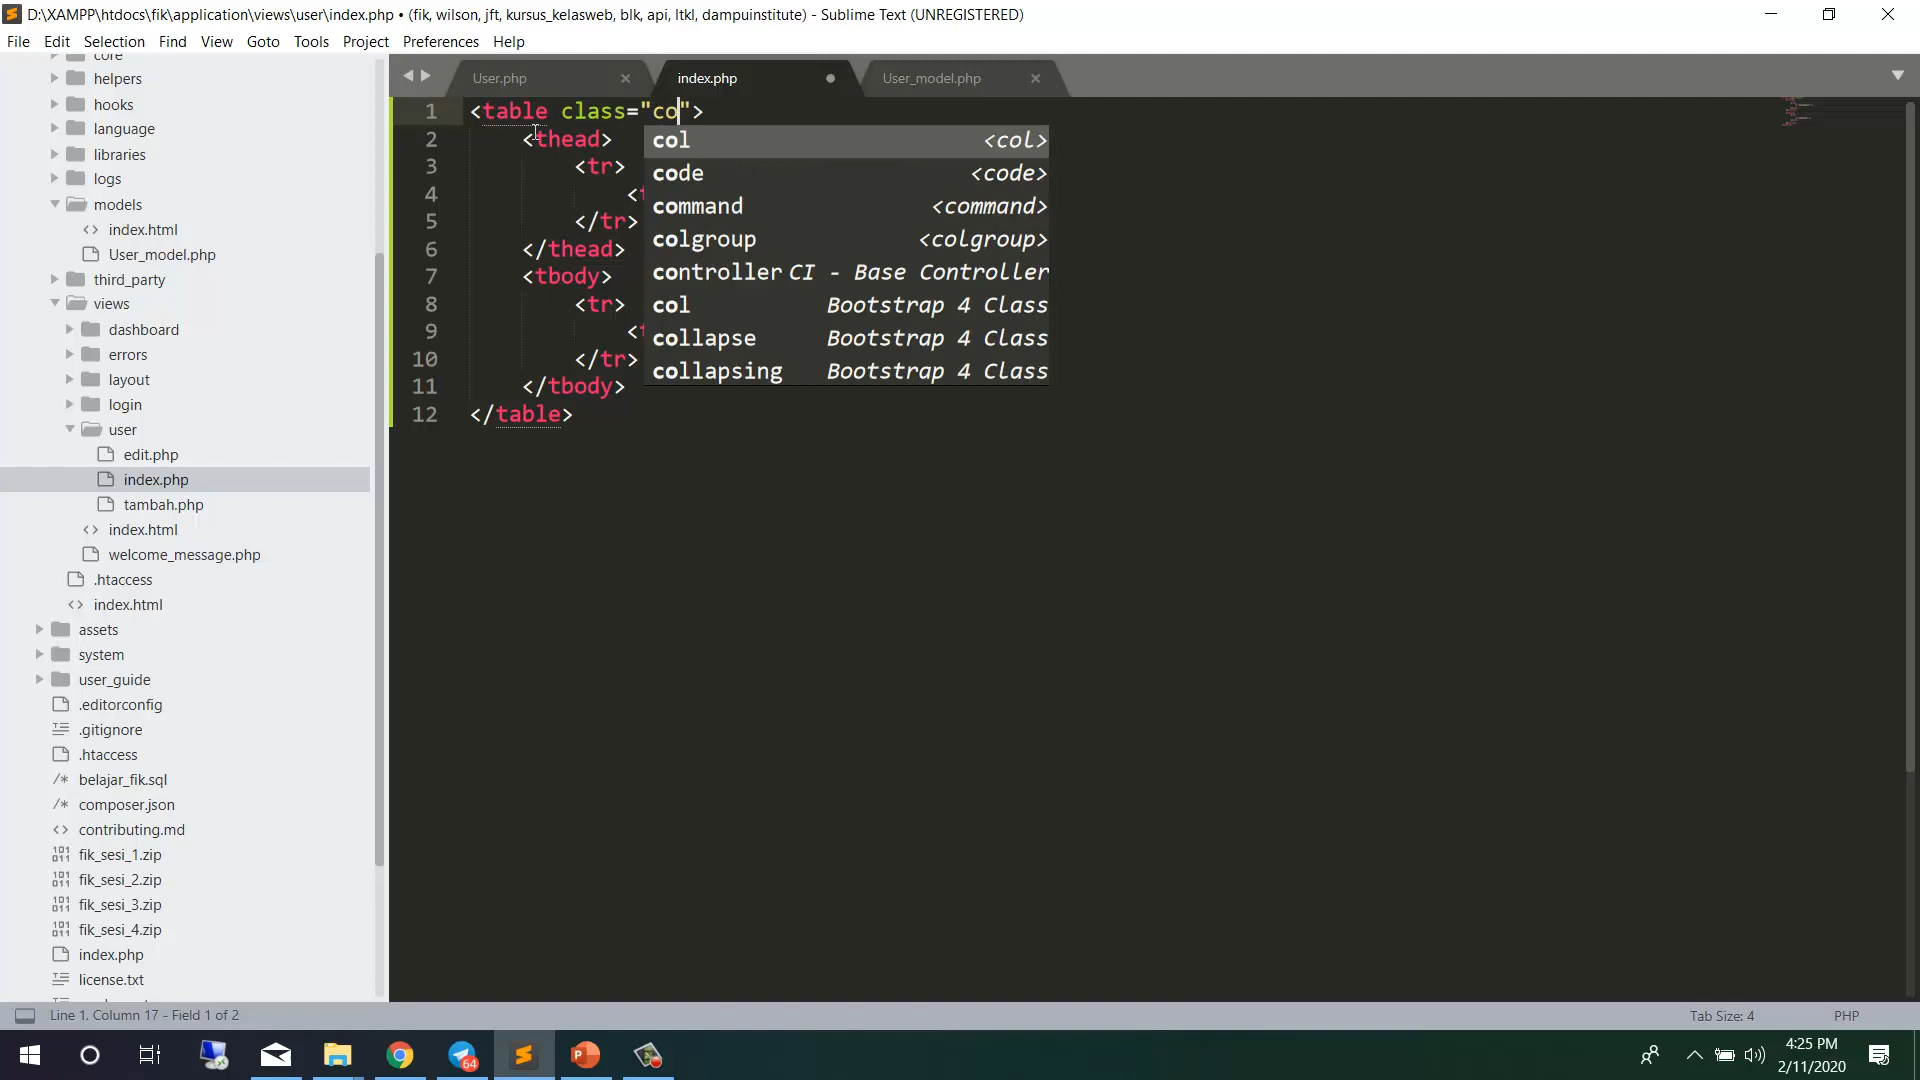 D:\XAMPP\htdocs\fik\application\views\user\index.php • (fik, wilson, jft, kursus_kelasweb, blk, api, ltkl, dampuinstitute) - Sublime Text (UNREGISTERED)
File Edit Selection Find View Goto Tools Project Preferences Help
core
helpers
hooks
language
libraries
logs
models
index.html
User_model.php
third_party
views
dashboard
errors
layout
login
user
edit.php
index.php
tambah.php
index.html
welcome_message.php
.htaccess
index.html
assets
system
user_guide
.editorconfig
.gitignore
.htaccess
belajar_fik.sql
composer.json
contributing.md
fik_sesi_1.zip
fik_sesi_2.zip
fik_sesi_3.zip
fik_sesi_4.zip
index.php
license.txt
User.php index.php User_model.php
1 <table class="co">
2 <thead>
3 <tr>
4 <t
5 </tr>
6 </thead>
7 <tbody>
8 <tr>
9 <t
10 </tr>
11 </tbody>
12 </table>
col <col>
code <code>
command <command>
colgroup <colgroup>
controller CI - Base Controller
col Bootstrap 4 Class
collapse Bootstrap 4 Class
collapsing Bootstrap 4 Class
Line 1, Column 17 - Field 1 of 2 Tab Size: 4 PHP
64
4:25 PM
2/11/2020